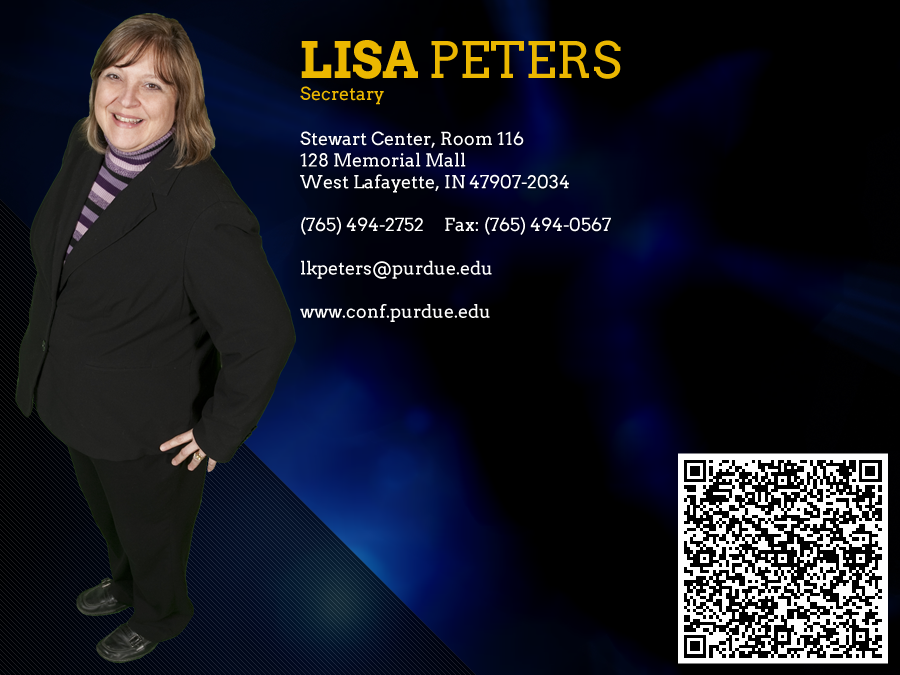 LISA PETERS
Secretary
Stewart Center, Room 116
128 Memorial Mall
West Lafayette, IN 47907-2034
(765) 494-2752 Fax: (765) 494-0567
lkpeters@purdue.edu
www.conf.purdue.edu